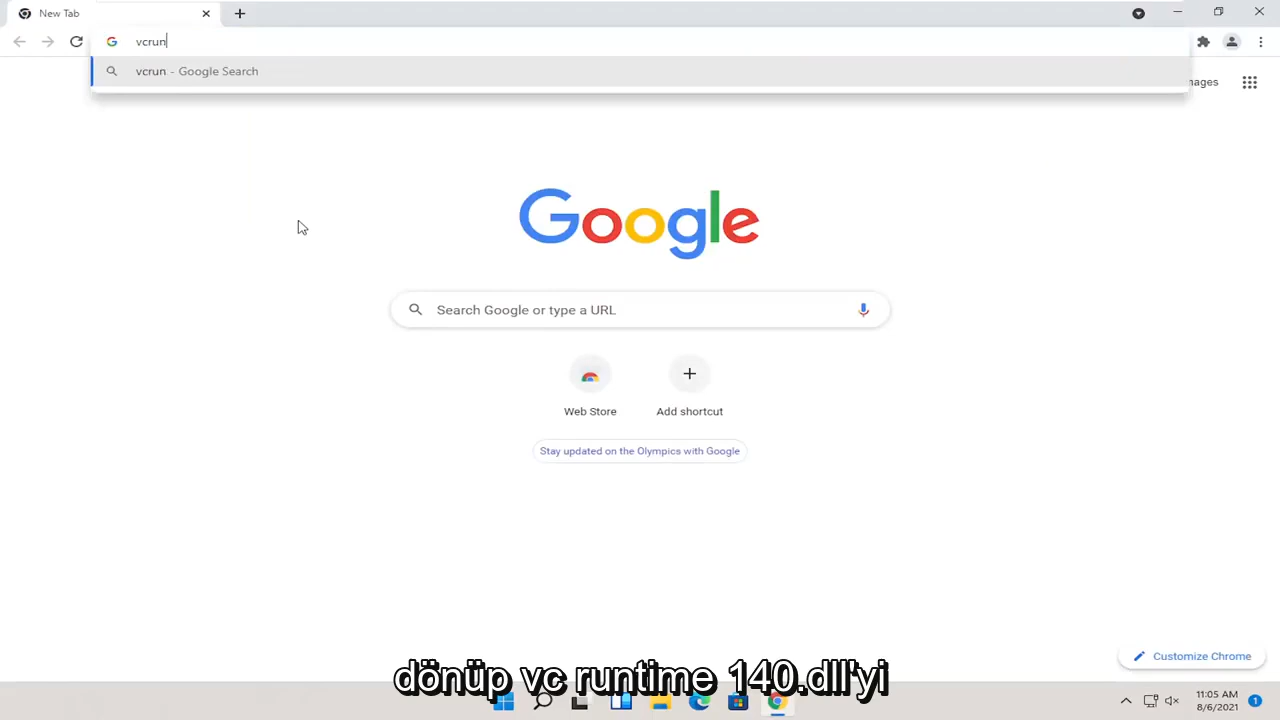 New Tab
vcrun
vcrun - Google Search
Google
Search Google or type a URL
Web Store
Add shortcut
Stay updated on the Olympics with Google
Customize Chrome
dönüp vc runtime 140.dll'yi
11:05 AM
8/6/2021
1